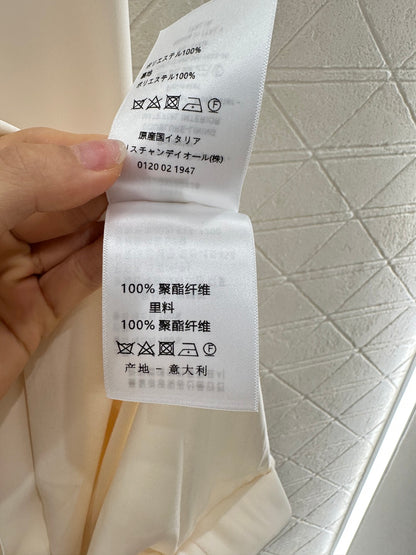 ポリエステル100%
裏地
ポリエステル100%
原産国イタリア
リスチャンディオール(株)
0120 02 1947
100% 聚酯纤维
里料
100% 聚酯纤维
产地 - 意大利